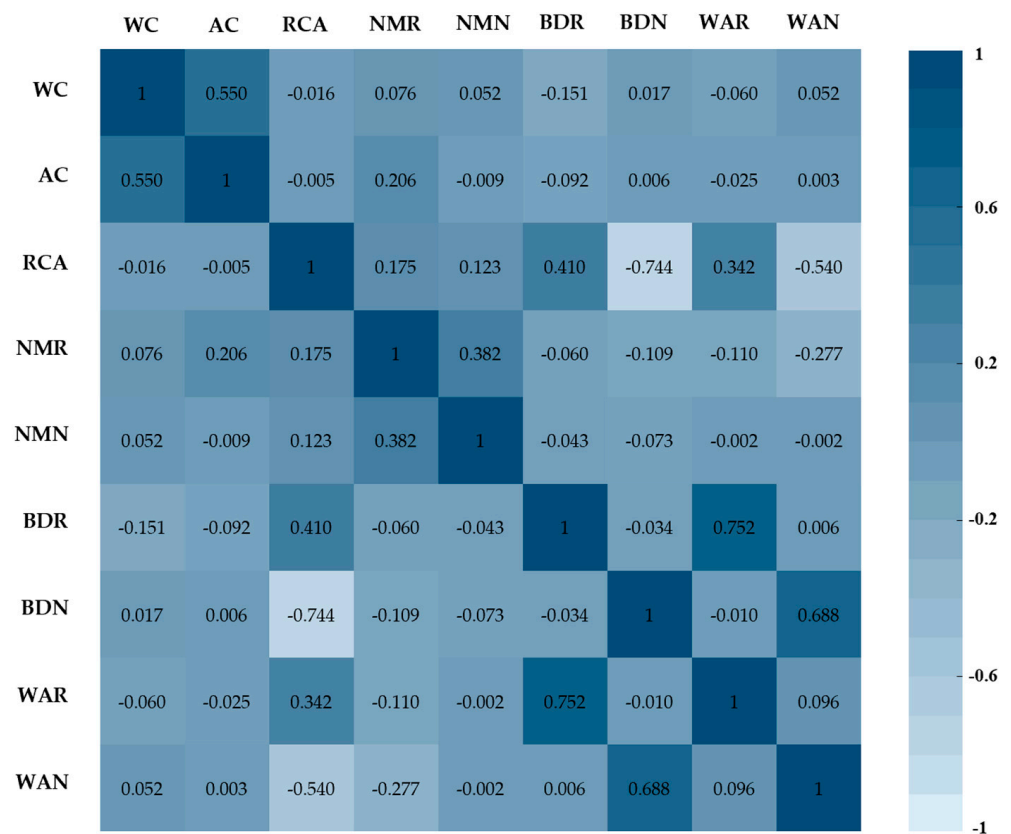 WC AC RCA NMR NMN BDR BDN WAR WAN
WC 1 0.550 -0.016 0.076 0.052 -0.151 0.017 -0.060 0.052
AC 0.550 1 -0.005 0.206 -0.009 -0.092 0.006 -0.025 0.003
RCA -0.016 -0.005 1 0.175 0.123 0.410 -0.744 0.342 -0.540
NMR 0.076 0.206 0.175 1 0.382 -0.060 -0.109 -0.110 -0.277
NMN 0.052 -0.009 0.123 0.382 1 -0.043 -0.073 -0.002 -0.002
BDR -0.151 -0.092 0.410 -0.060 -0.043 1 -0.034 0.752 0.006
BDN 0.017 0.006 -0.744 -0.109 -0.073 -0.034 1 -0.010 0.688
WAR -0.060 -0.025 0.342 -0.110 -0.002 0.752 -0.010 1 0.096
WAN 0.052 0.003 -0.540 -0.277 -0.002 0.006 0.688 0.096 1
1
0.6
0.2
-0.2
-0.6
-1